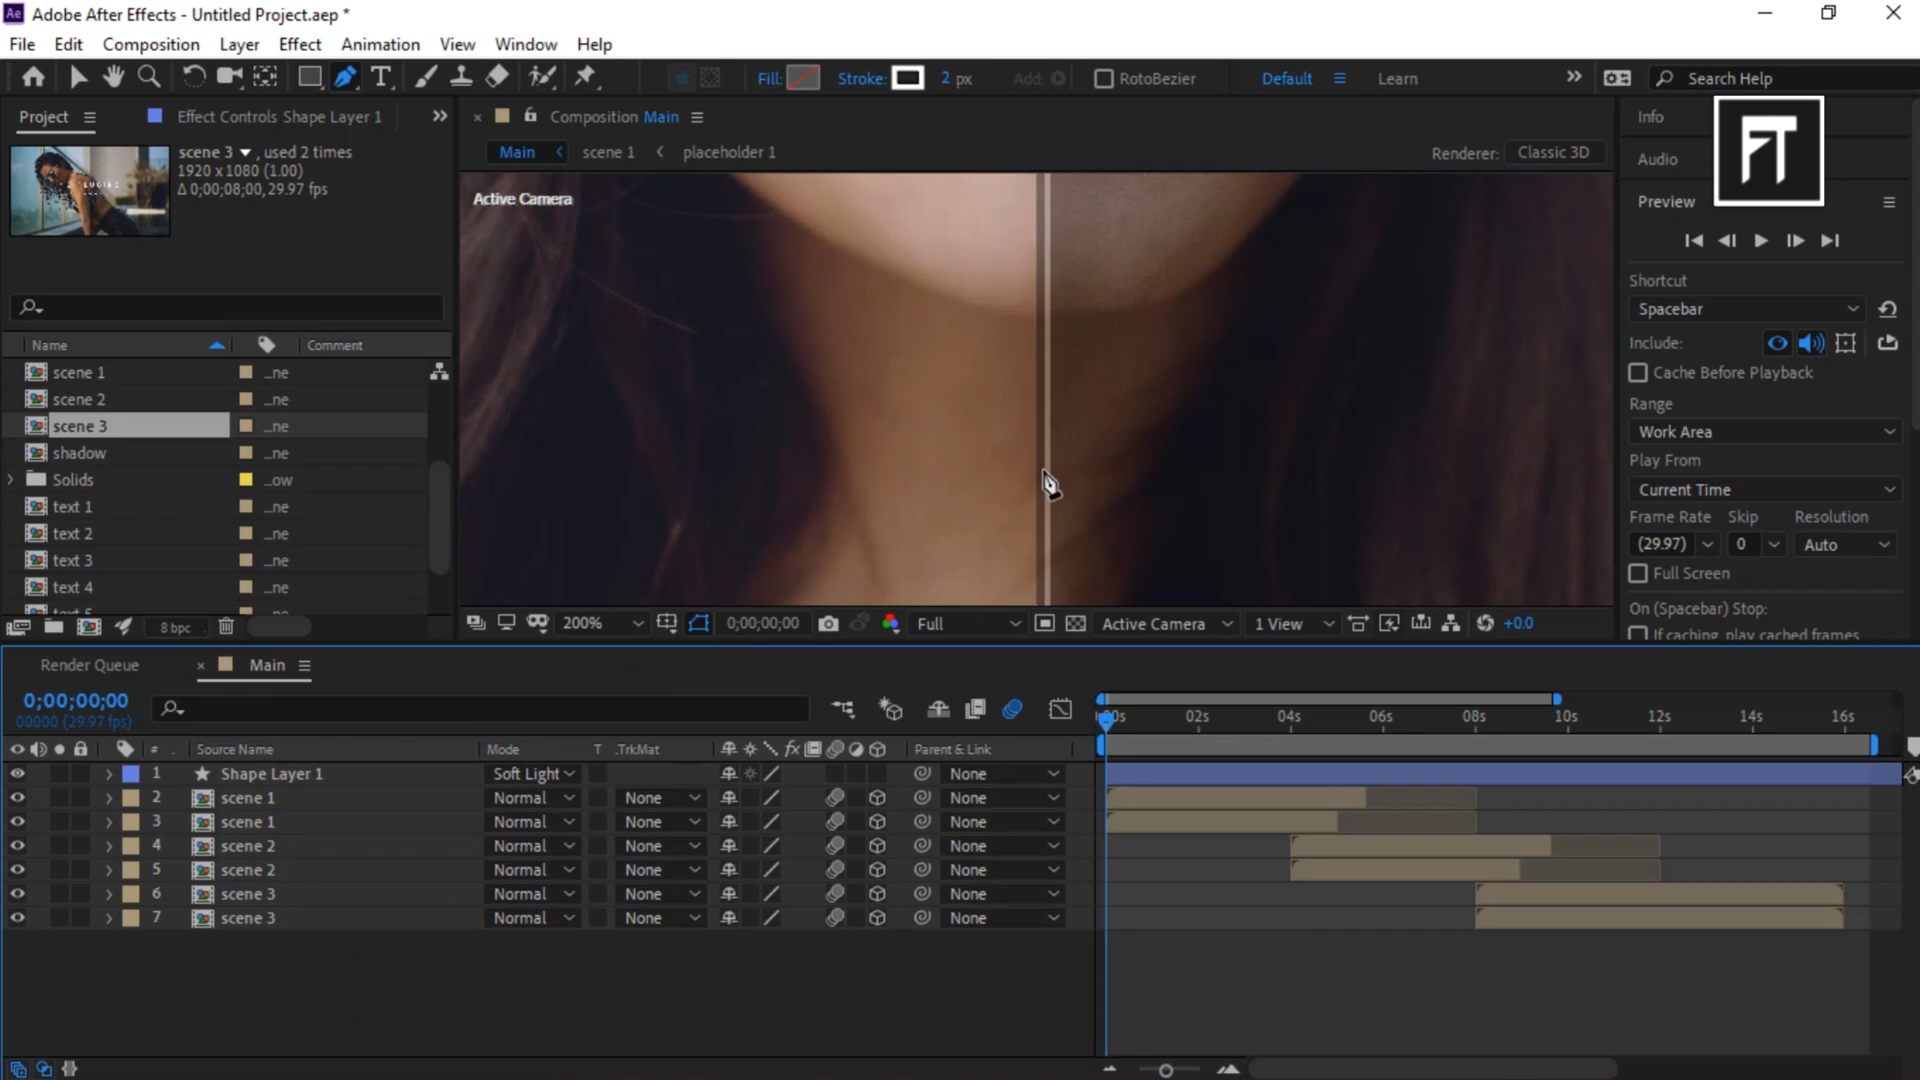 Ae Adobe After Effects - Untitled Project.aep *
File Edit Composition Layer Effect Animation View Window Help
Fill: Stroke: 2 px Add: RotoBezier Default Learn Search Help
Project Effect Controls Shape Layer 1
scene 3 , used 2 times
1920 x 1080 (1.00)
Δ 0;00;08;00, 29.97 fps
Name Comment
scene 1 ...ne
scene 2 ...ne
scene 3 ...ne
shadow ...ne
Solids ...ow
text 1 ...ne
text 2 ...ne
text 3 ...ne
text 4 ...ne
8 bpc
Composition Main
Main scene 1 placeholder 1
Renderer: Classic 3D
Active Camera
200% 0;00;00;00 Full Active Camera 1 View +0.0
FT
Info
Audio
Preview
Shortcut
Spacebar
Include:
Cache Before Playback
Range
Work Area
Play From
Current Time
Frame Rate Skip Resolution
(29.97) 0 Auto
Full Screen
On (Spacebar) Stop:
If caching, play cached frames
Render Queue Main
0;00;00;00
00000 (29.97 fps)
02s 04s 06s 08s 10s 12s 14s 16s
# Source Name Mode T .TrkMat fx Parent & Link
1 Shape Layer 1 Soft Light None
2 scene 1 Normal None None
3 scene 1 Normal None None
4 scene 2 Normal None None
5 scene 2 Normal None None
6 scene 3 Normal None None
7 scene 3 Normal None None